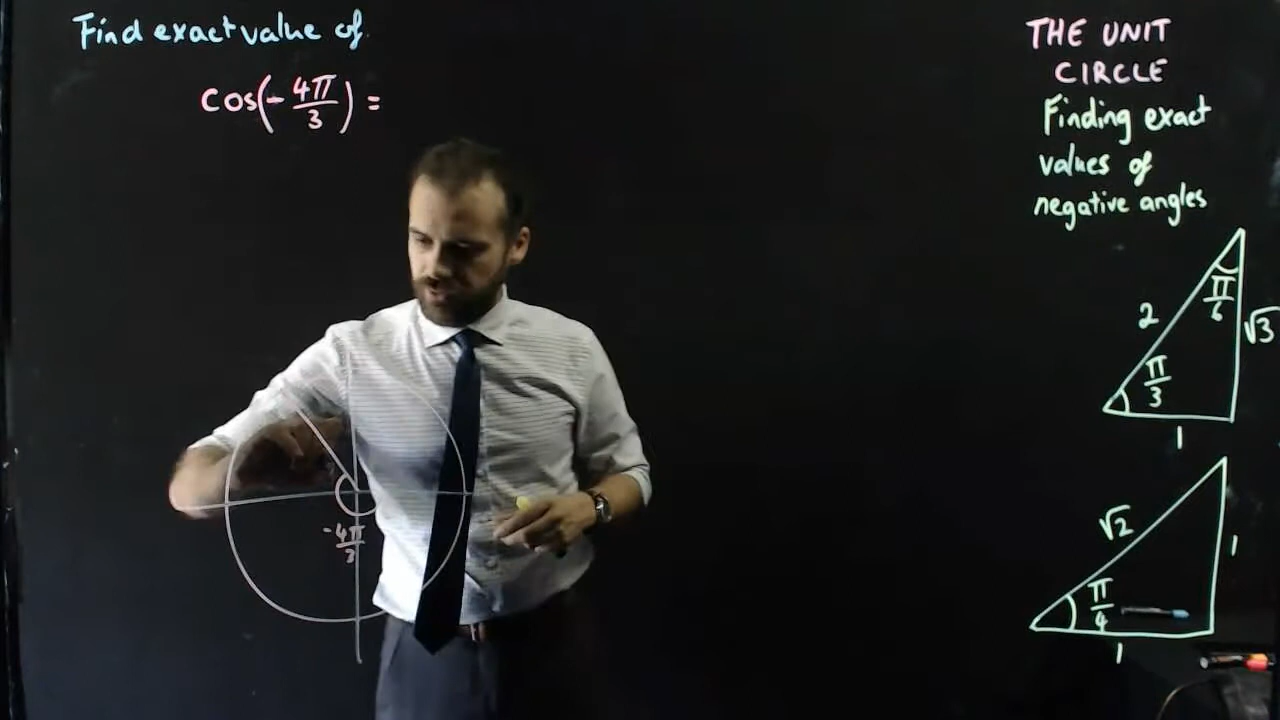 Find exact value of
cos(-4π/3) =
-4π/3
THE UNIT
CIRCLE
Finding exact
values of
negative angles
π/6
2
√3
π/3
1
√2
1
π/4
1